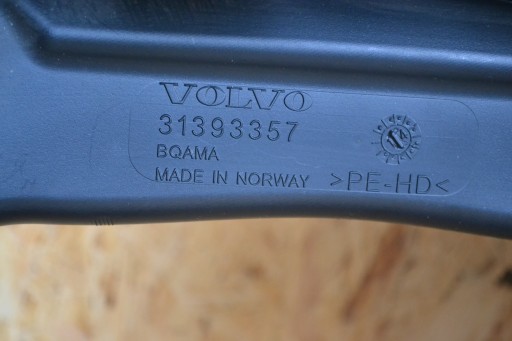 VOLVO
31393357
BQAMA
MADE IN NORWAY >PE-HD<